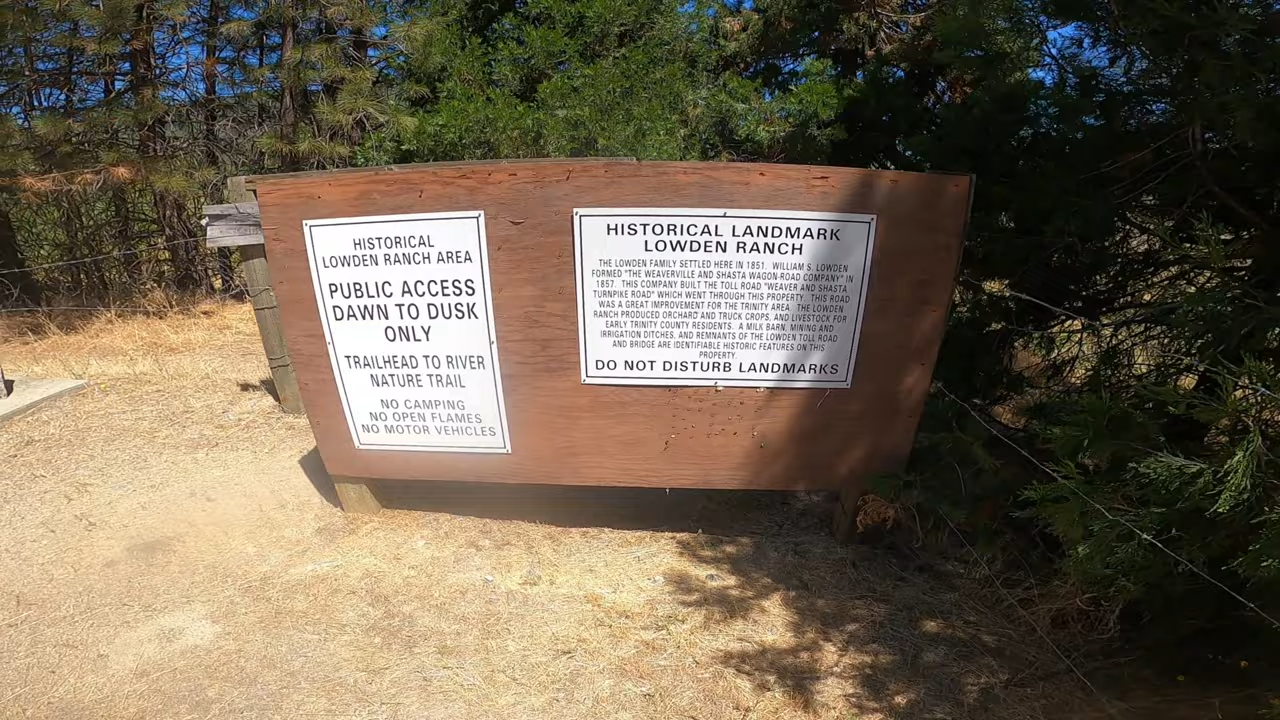 HISTORICAL
LOWDEN RANCH AREA
PUBLIC ACCESS
DAWN TO DUSK
ONLY
TRAILHEAD TO RIVER
NATURE TRAIL
NO CAMPING
NO OPEN FLAMES
NO MOTOR VEHICLES
HISTORICAL LANDMARK
LOWDEN RANCH
THE LOWDEN FAMILY SETTLED HERE IN 1851. WILLIAM S. LOWDEN
FORMED "THE WEAVERVILLE AND SHASTA WAGON ROAD COMPANY" IN
1857. THIS COMPANY BUILT THE TOLL ROAD "WEAVER AND SHASTA
TURNPIKE ROAD" WHICH WENT THROUGH THIS PROPERTY. THIS ROAD
WAS A GREAT IMPROVEMENT FOR THE TRINITY AREA. THE LOWDEN
RANCH PRODUCED ORCHARD AND TRUCK CROPS, AND LIVESTOCK FOR
EARLY TRINITY COUNTY RESIDENTS. A MILK BARN, MINING AND
IRRIGATION DITCHES, AND REMNANTS OF THE LOWDEN TOLL ROAD
AND BRIDGE ARE IDENTIFIABLE HISTORIC FEATURES ON THIS
PROPERTY.
DO NOT DISTURB LANDMARKS